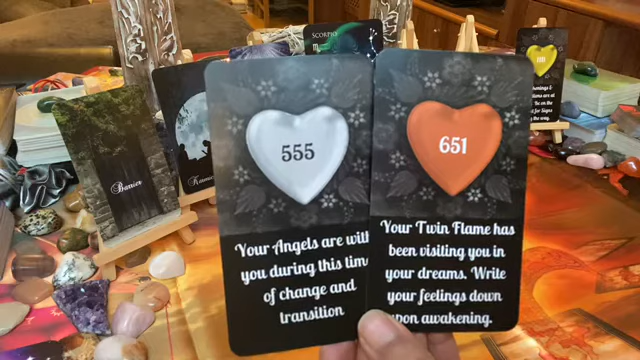 SCORPIO
555
Your Angels are with
you during this time
of change and
transition
651
Your Twin Flame has
been visiting you in
your dreams. Write
your feelings down
upon awakening.
Barrier